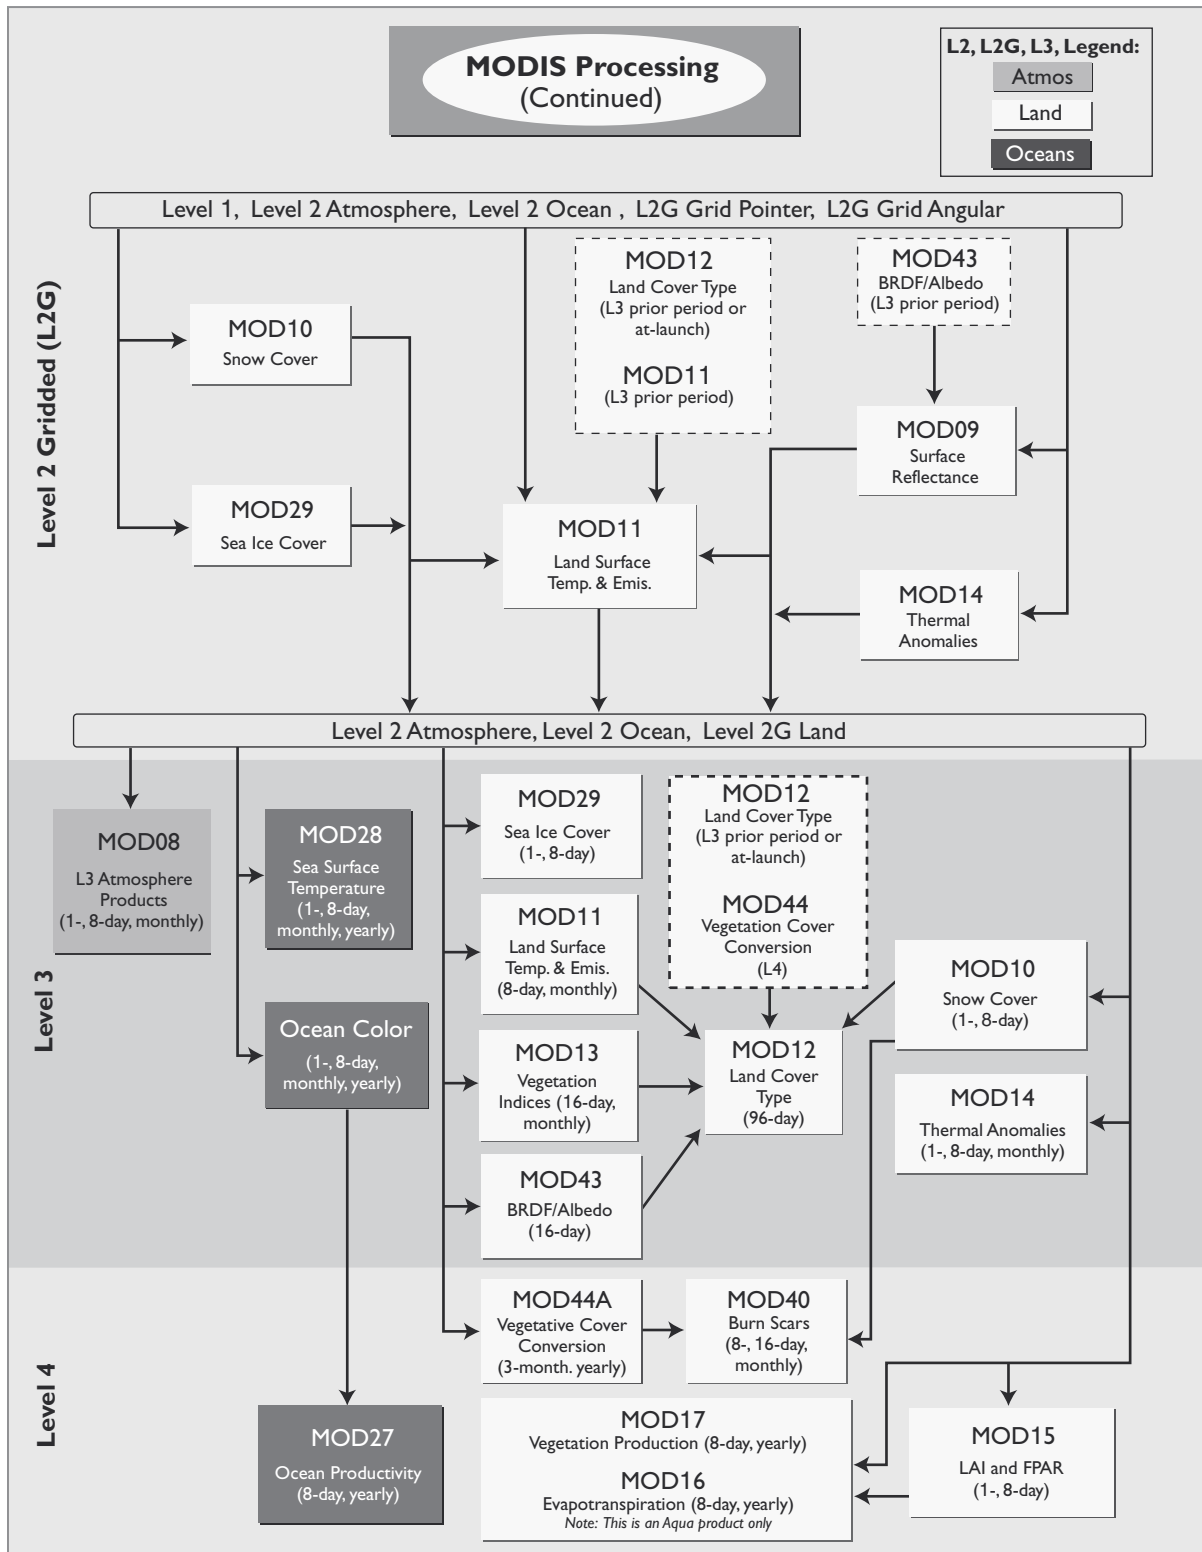 MODIS Processing
(Continued)
L2, L2G, L3, Legend:
Atmos
Land
Oceans
Level 1, Level 2 Atmosphere, Level 2 Ocean , L2G Grid Pointer, L2G Grid Angular
Level 2 Gridded (L2G)
MOD10
Snow Cover
MOD29
Sea Ice Cover
MOD12
Land Cover Type
(L3 prior period or
at-launch)
MOD11
(L3 prior period)
MOD43
BRDF/Albedo
(L3 prior period)
MOD09
Surface
Reflectance
MOD11
Land Surface
Temp. & Emis.
MOD14
Thermal
Anomalies
Level 2 Atmosphere, Level 2 Ocean, Level 2G Land
Level 3
MOD08
L3 Atmosphere
Products
(1-, 8-day, monthly)
MOD28
Sea Surface
Temperature
(1-, 8-day,
monthly, yearly)
Ocean Color
(1-, 8-day,
monthly, yearly)
MOD29
Sea Ice Cover
(1-, 8-day)
MOD11
Land Surface
Temp. & Emis.
(8-day, monthly)
MOD13
Vegetation
Indices (16-day,
monthly)
MOD43
BRDF/Albedo
(16-day)
MOD12
Land Cover Type
(L3 prior period or
at-launch)
MOD44
Vegetation Cover
Conversion
(L4)
MOD12
Land Cover
Type
(96-day)
MOD10
Snow Cover
(1-, 8-day)
MOD14
Thermal Anomalies
(1-, 8-day, monthly)
Level 4
MOD44A
Vegetative Cover
Conversion
(3-month. yearly)
MOD40
Burn Scars
(8-, 16-day,
monthly)
MOD27
Ocean Productivity
(8-day, yearly)
MOD17
Vegetation Production (8-day, yearly)
MOD16
Evapotranspiration (8-day, yearly)
Note: This is an Aqua product only
MOD15
LAI and FPAR
(1-, 8-day)